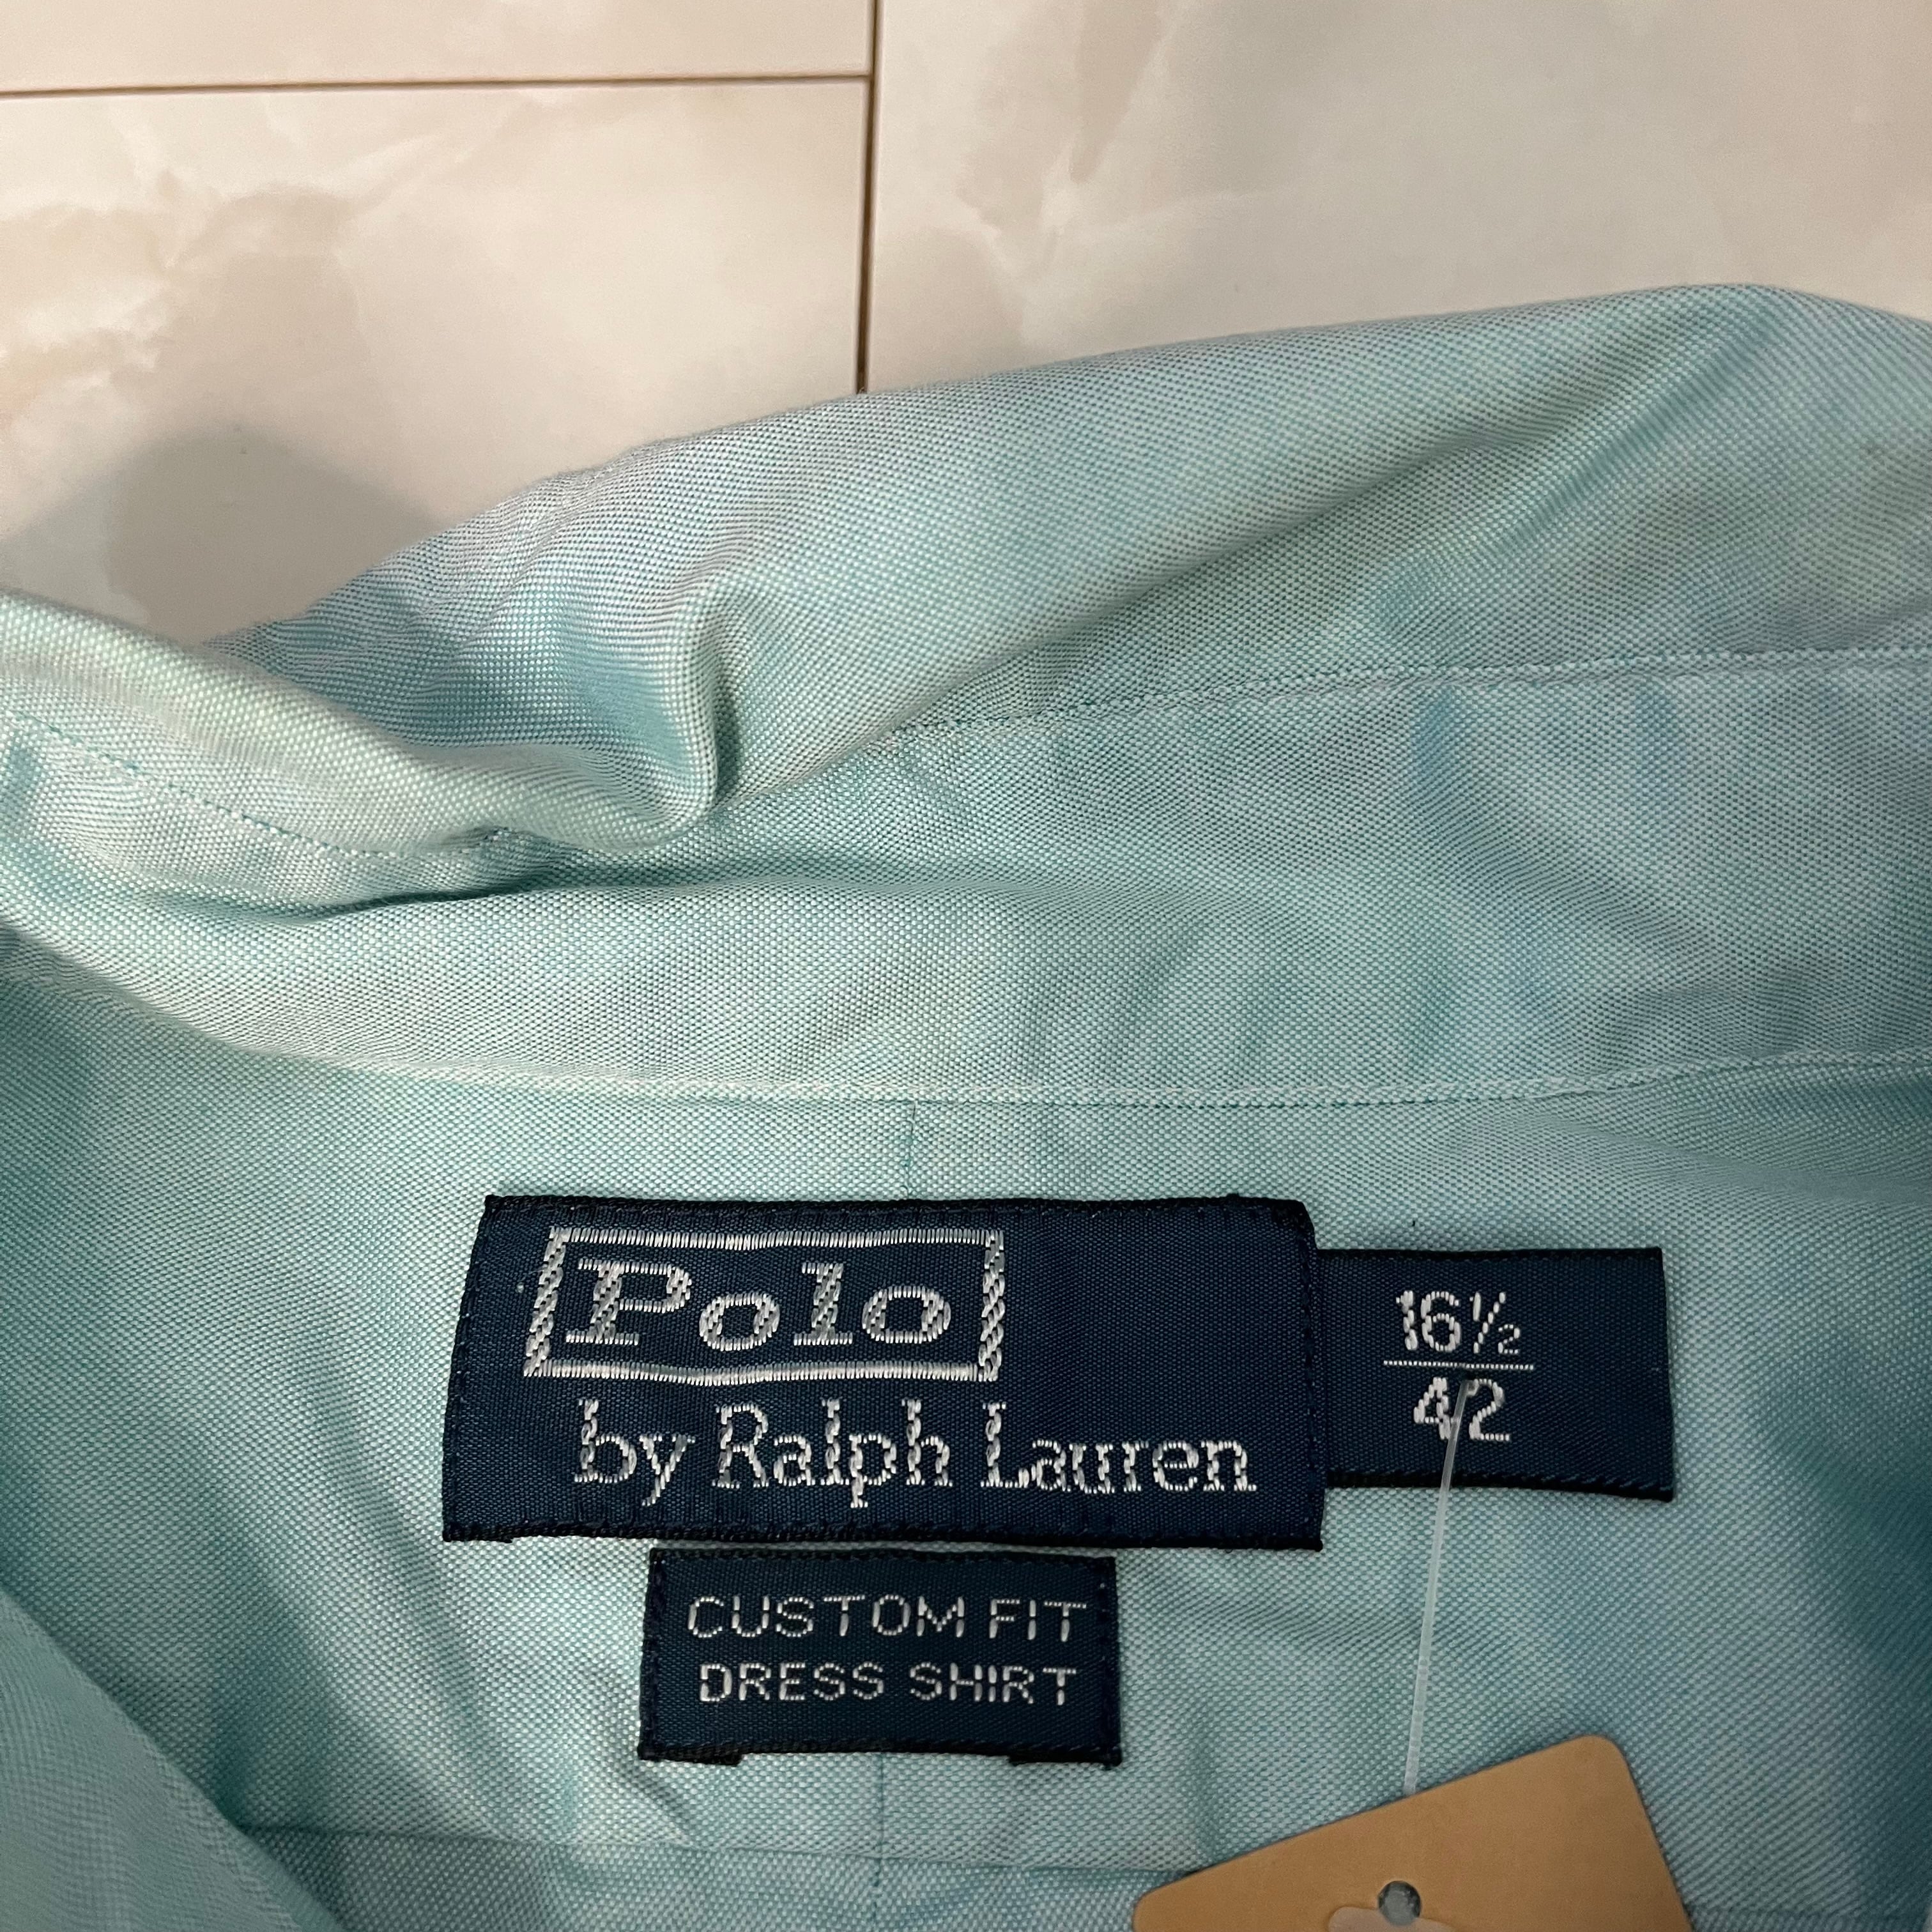 Polo
by Ralph Lauren
16½
42
CUSTOM FIT
DRESS SHIRT